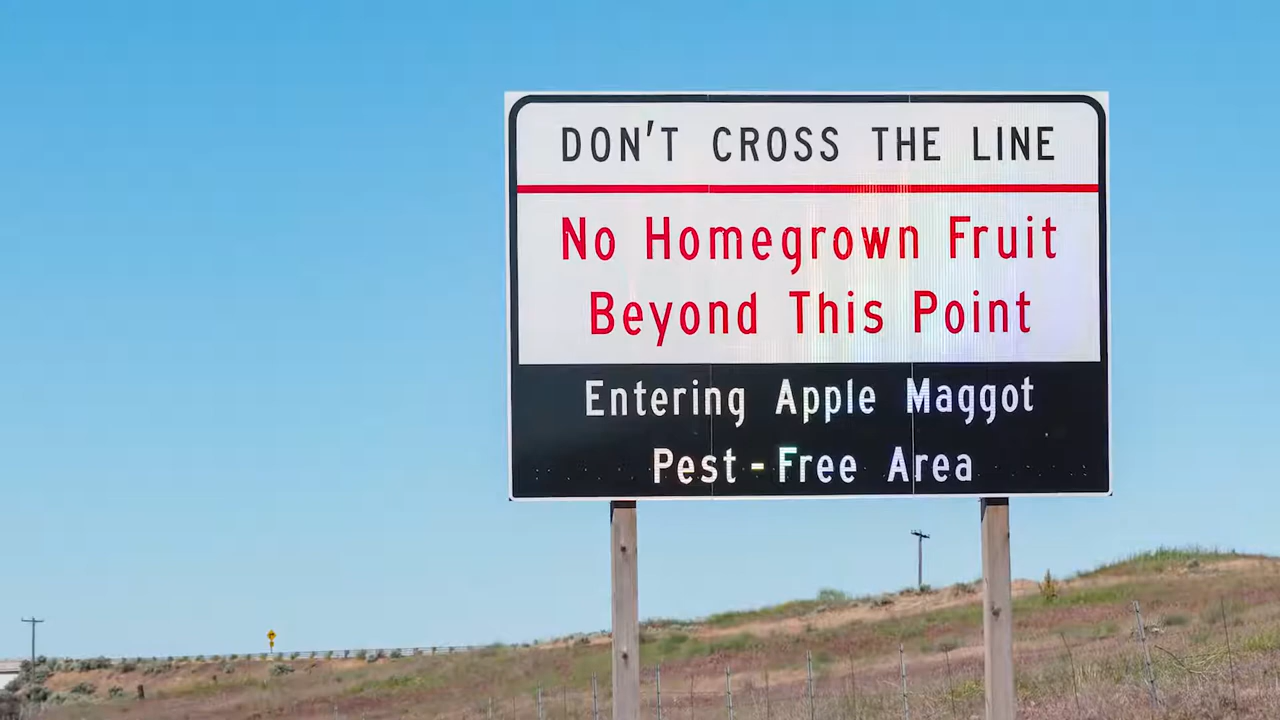 DON'T CROSS THE LINE
No Homegrown Fruit
Beyond This Point
Entering Apple Maggot
Pest-Free Area